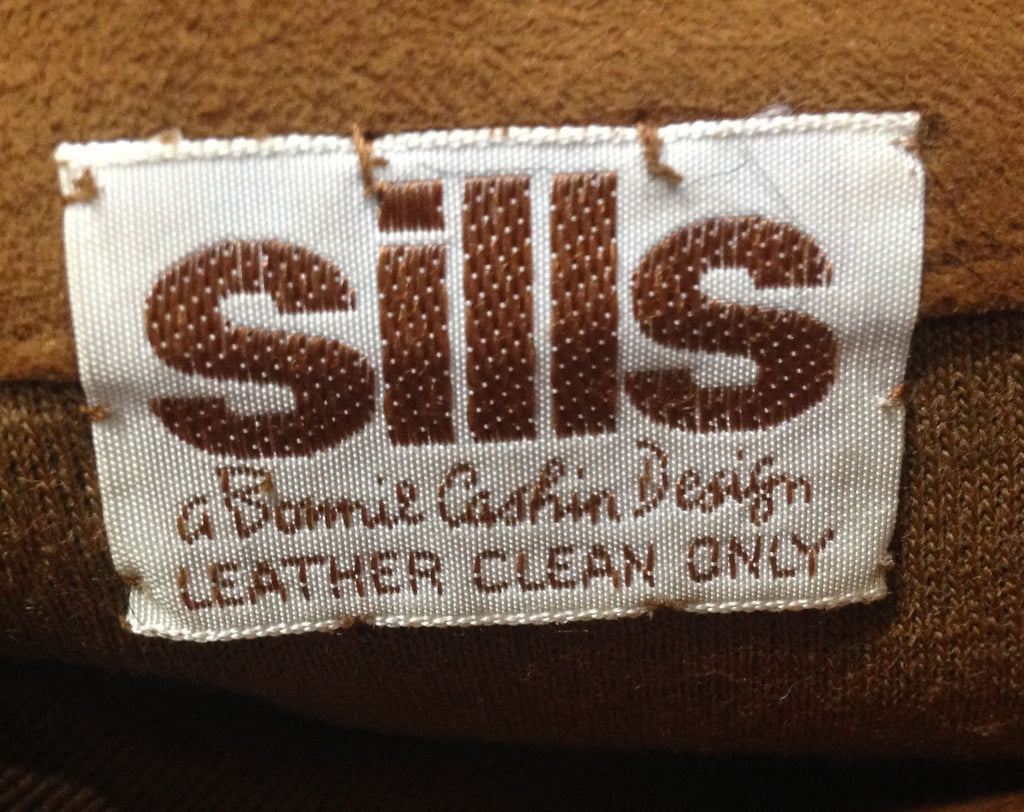 sills
a Bonnie Cashin Design
LEATHER CLEAN ONLY